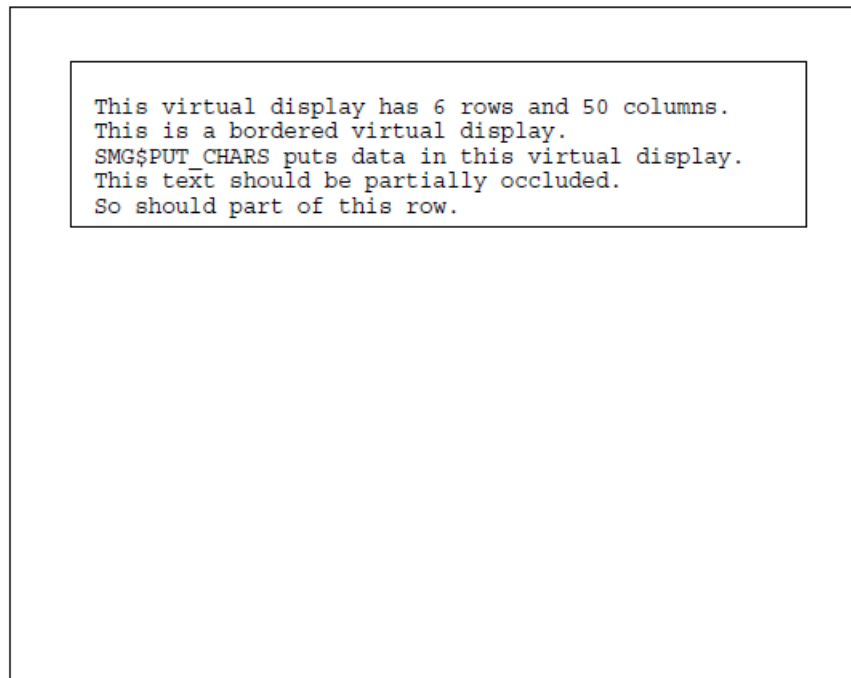 This virtual display has 6 rows and 50 columns.
This is a bordered virtual display.
SMG$PUT_CHARS puts data in this virtual display.
This text should be partially occluded.
So should part of this row.